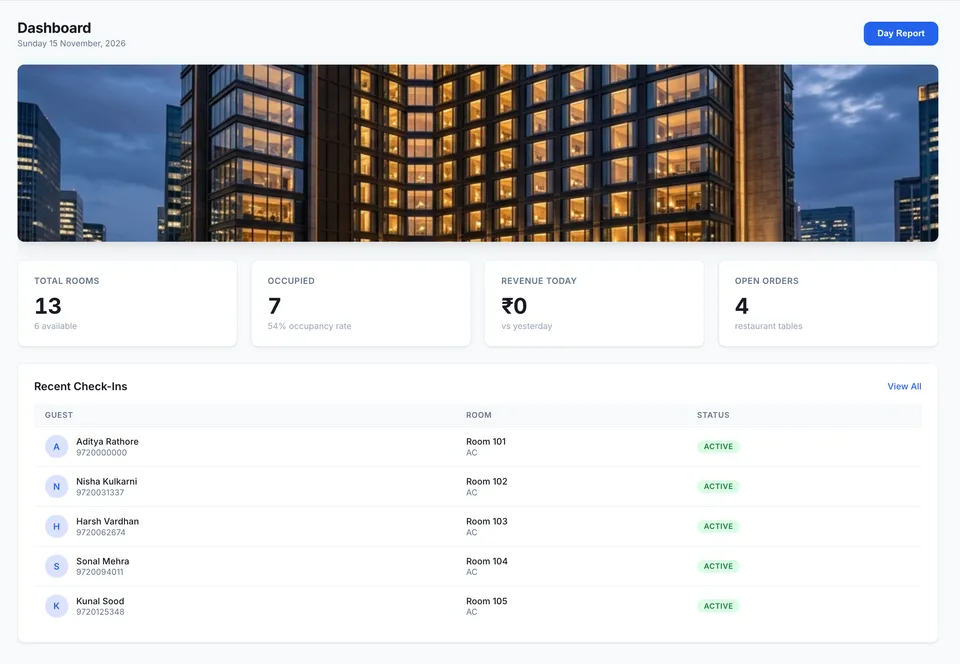 Dashboard
Sunday 15 November, 2026
Day Report
TOTAL ROOMS
13
6 available
OCCUPIED
7
54% occupancy rate
REVENUE TODAY
₹0
vs yesterday
OPEN ORDERS
4
restaurant tables
Recent Check-Ins
View All
GUEST ROOM STATUS
A Aditya Rathore Room 101 ACTIVE
9720000000 AC
N Nisha Kulkarni Room 102 ACTIVE
9720031337 AC
H Harsh Vardhan Room 103 ACTIVE
9720062674 AC
S Sonal Mehra Room 104 ACTIVE
9720094011 AC
K Kunal Sood Room 105 ACTIVE
9720125348 AC